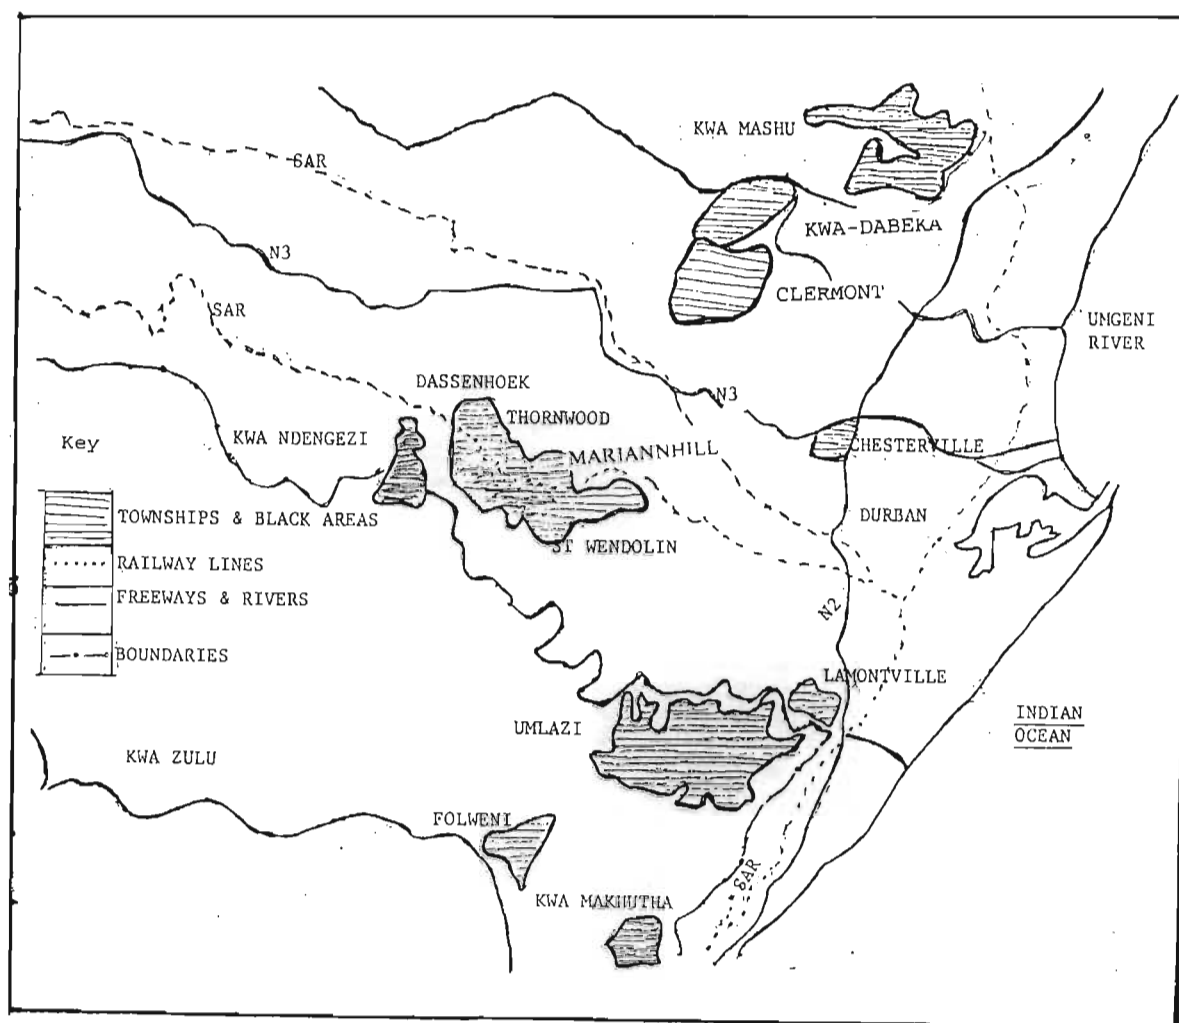 KWA MASHU
SAR
KWA-DABEKA
N3
CLERMONT
SAR
UMGENI
RIVER
DASSENHOEK
N3
THORNWOOD
KWA NDENGEZI
Key
MARIANNHILL
CHESTERVILLE
TOWNSHIPS & BLACK AREAS
DURBAN
ST WENDOLIN
RAILWAY LINES
FREEWAYS & RIVERS
N2
BOUNDARIES
LAMONTVILLE
UMLAZI
INDIAN
OCEAN
KWA ZULU
FOLWENI
SAR
KWA MAKHUTHA